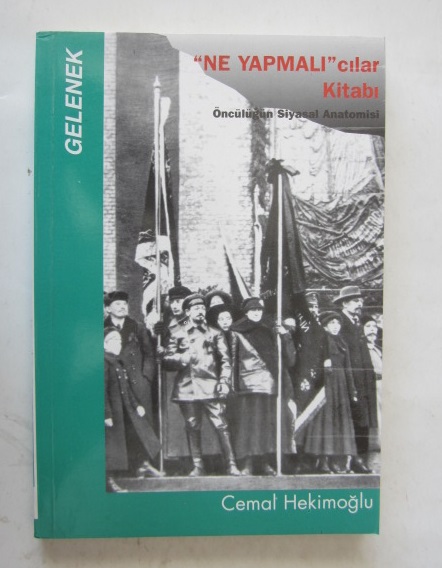 GELENEK
"NE YAPMALI"cılar
Kitabı
Öncülüğün Siyasal Anatomisi
Cemal Hekimoğlu